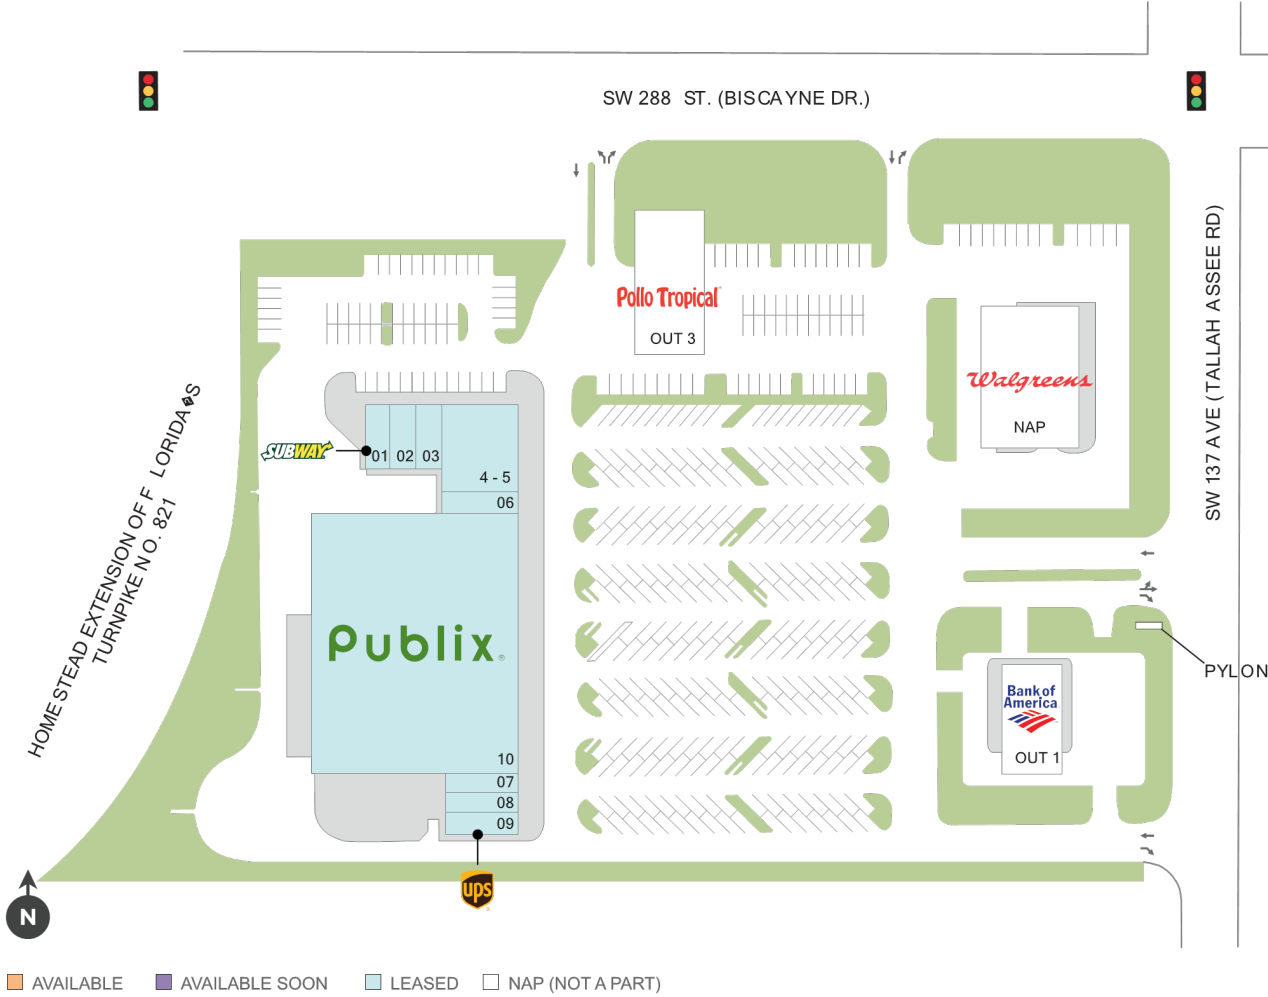 SW 288 ST. (BISCAYNE DR.)
SW 137 AVE (TALLAHASSEE RD)
HOMESTEAD EXTENSION OF FLORIDA�S
TURNPIKE NO. 821
Pollo Tropical
OUT 3
Walgreens
NAP
SUBWAY
01 02 03
4 - 5
06
Publix®
10
07
08
09
ups
Bank of
America
OUT 1
PYLON
N
AVAILABLE AVAILABLE SOON LEASED NAP (NOT A PART)